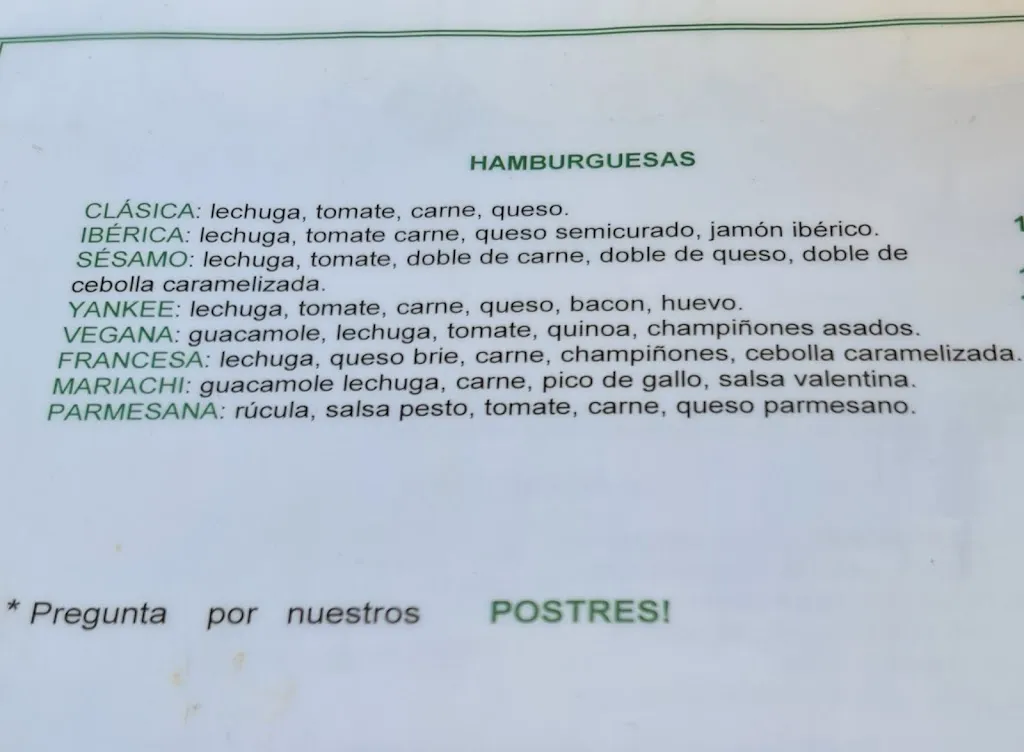 HAMBURGUESAS
CLÁSICA: lechuga, tomate, carne, queso.
IBÉRICA: lechuga, tomate carne, queso semicurado, jamón ibérico.
SÉSAMO: lechuga, tomate, doble de carne, doble de queso, doble de
cebolla caramelizada.
YANKEE: lechuga, tomate, carne, queso, bacon, huevo.
VEGANA: guacamole, lechuga, tomate, quinoa, champiñones asados.
FRANCESA: lechuga, queso brie, carne, champiñones, cebolla caramelizada.
MARIACHI: guacamole lechuga, carne, pico de gallo, salsa valentina.
PARMESANA: rúcula, salsa pesto, tomate, carne, queso parmesano.
* Pregunta por nuestros POSTRES!